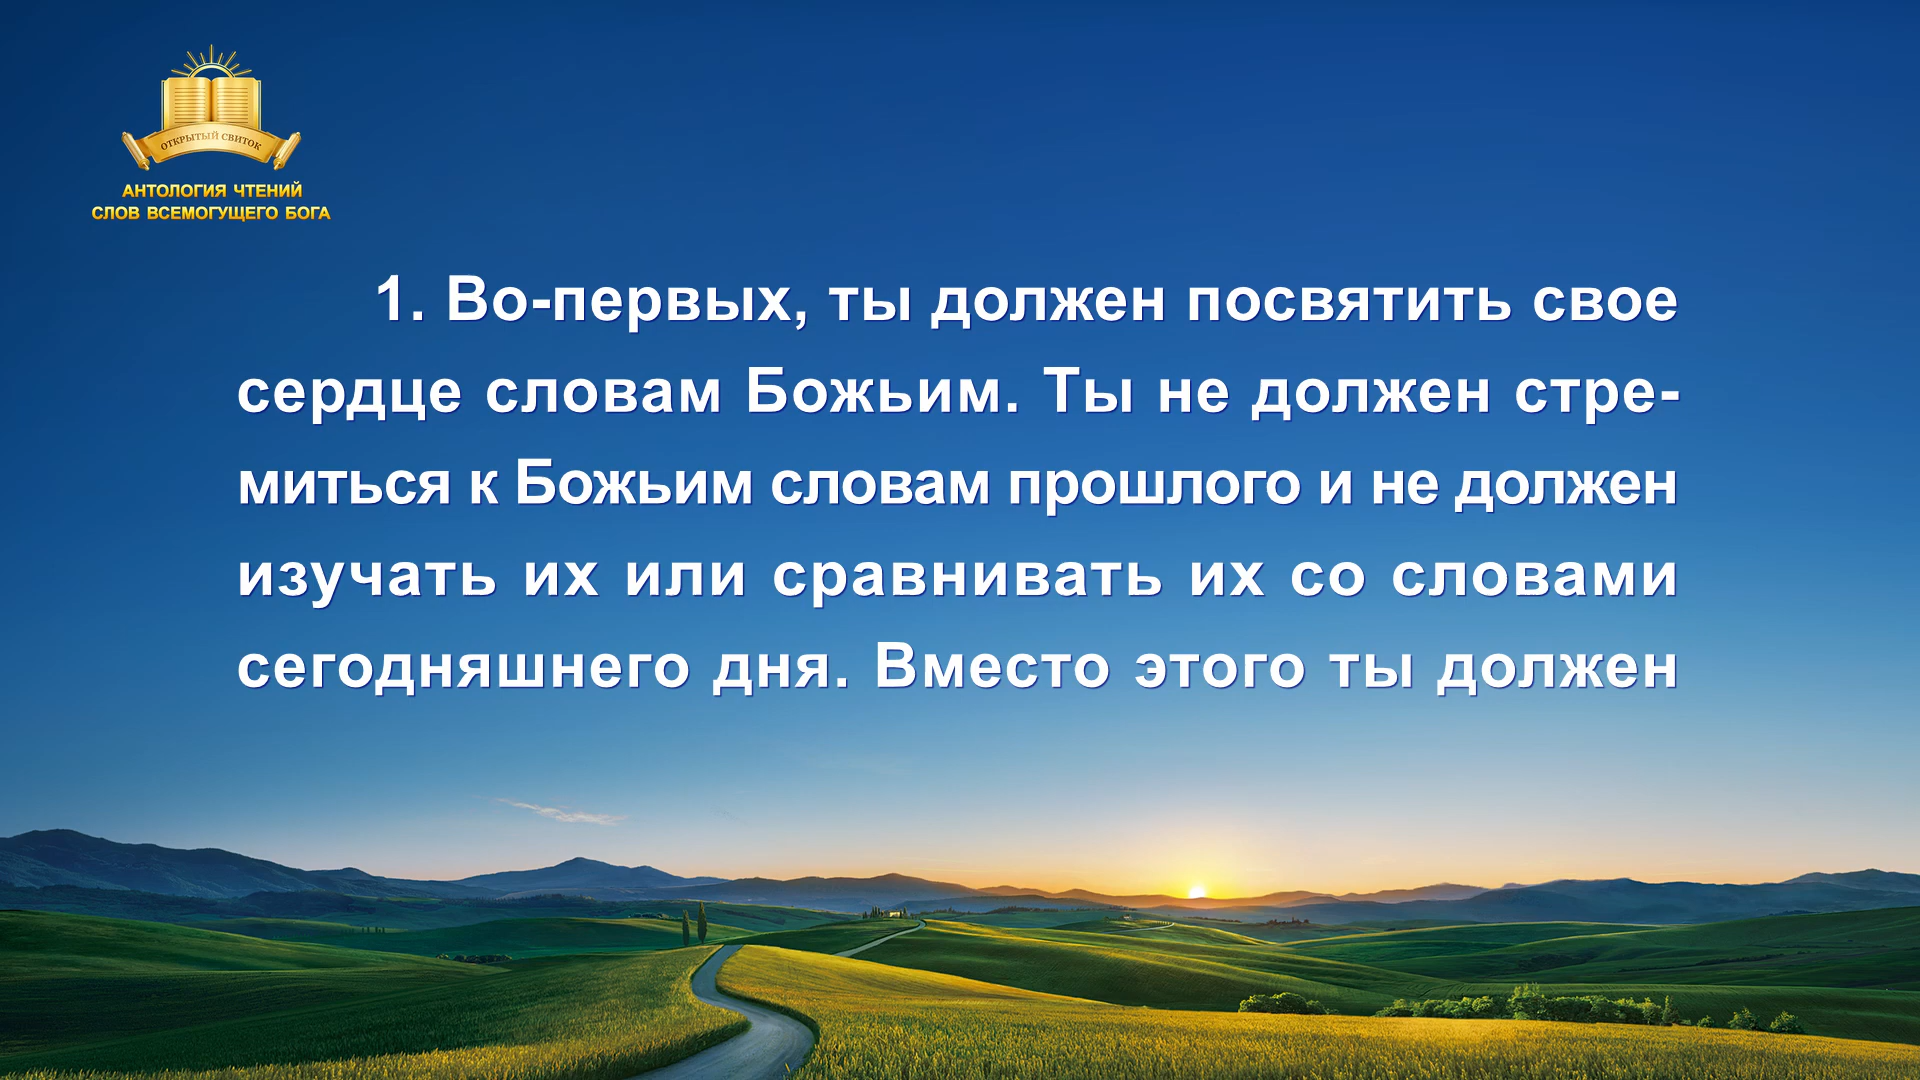 ОТКРЫТЫЙ СВИТОК
АНТОЛОГИЯ ЧТЕНИЙ
СЛОВ ВСЕМОГУЩЕГО БОГА
1. Во-первых, ты должен посвятить свое
сердце словам Божьим. Ты не должен стре-
миться к Божьим словам прошлого и не должен
изучать их или сравнивать их со словами
сегодняшнего дня. Вместо этого ты должен